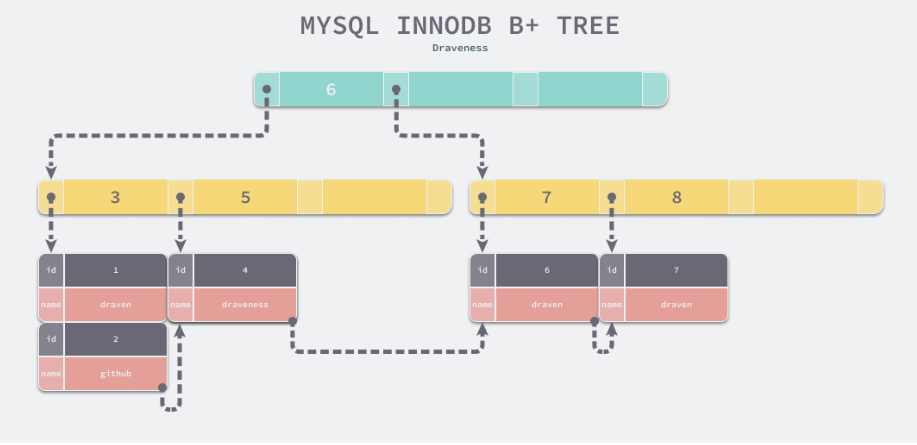 MYSQL INNODB B+ TREE
Draveness
6
3 5 7 8
id 1 id 4 id 6 id 7
name draven name draveness name draven name draven
id 2
name github